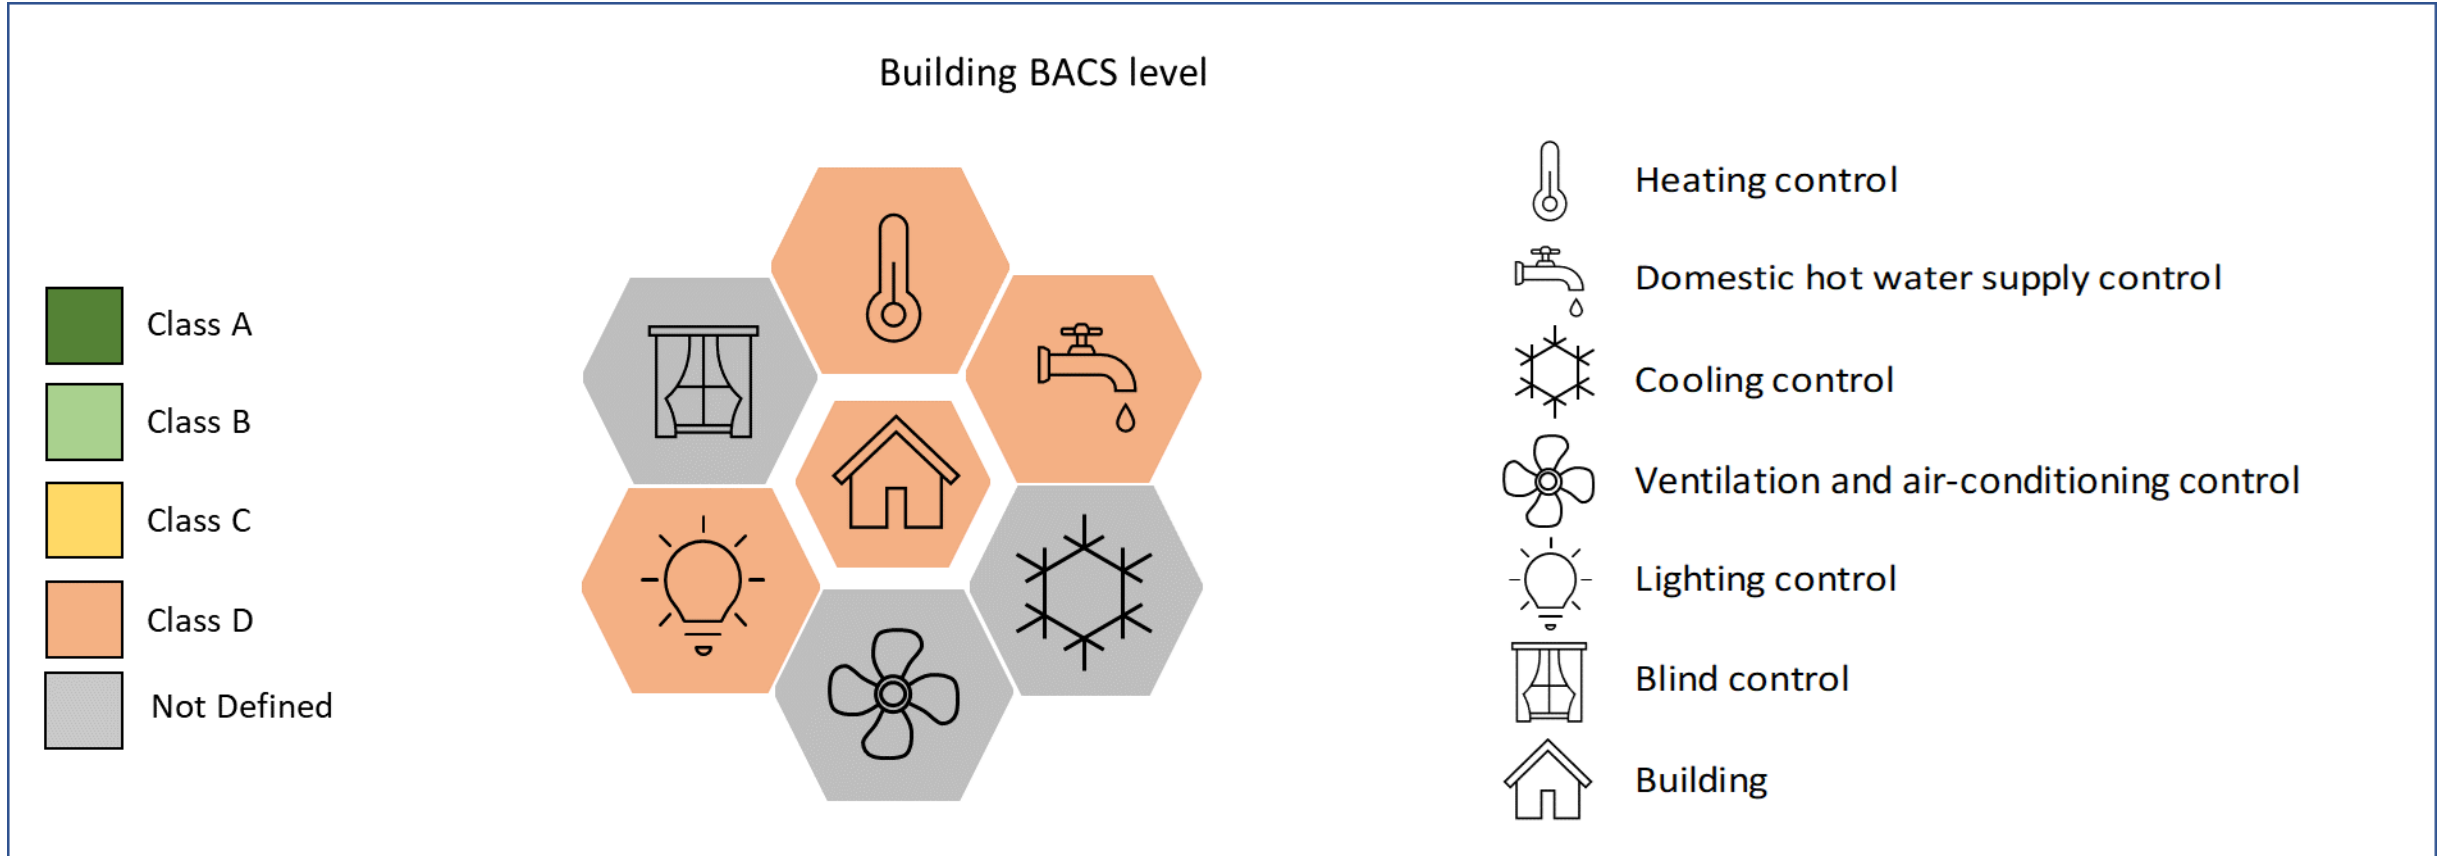 Building BACS level
Class A
Class B
Class C
Class D
Not Defined
Heating control
Domestic hot water supply control
Cooling control
Ventilation and air-conditioning control
Lighting control
Blind control
Building